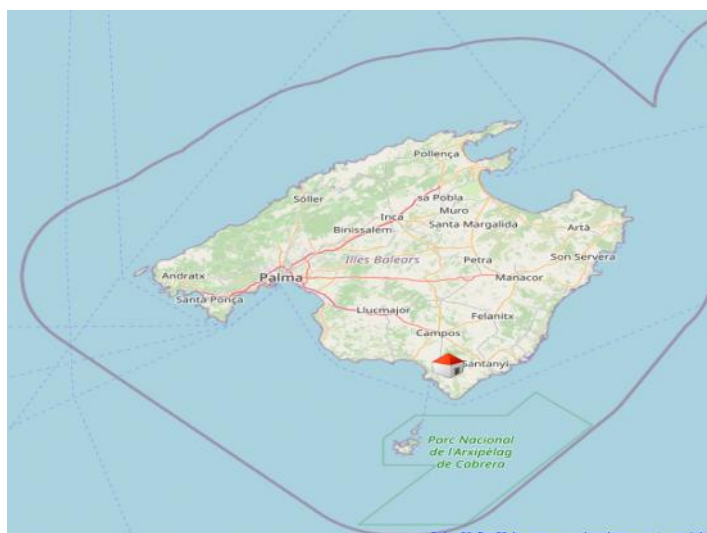 Pollença
sa Pobla
Sóller
Inca
Muro
Binissalem
Santa Margalida
Artà
Illes Balears
Petra
Son Servera
Andratx
Palma
Manacor
Santa Ponça
Llucmajor
Felanitx
Campos
Santanyí
Parc Nacional
de l'Arxipèlag
de Cabrera